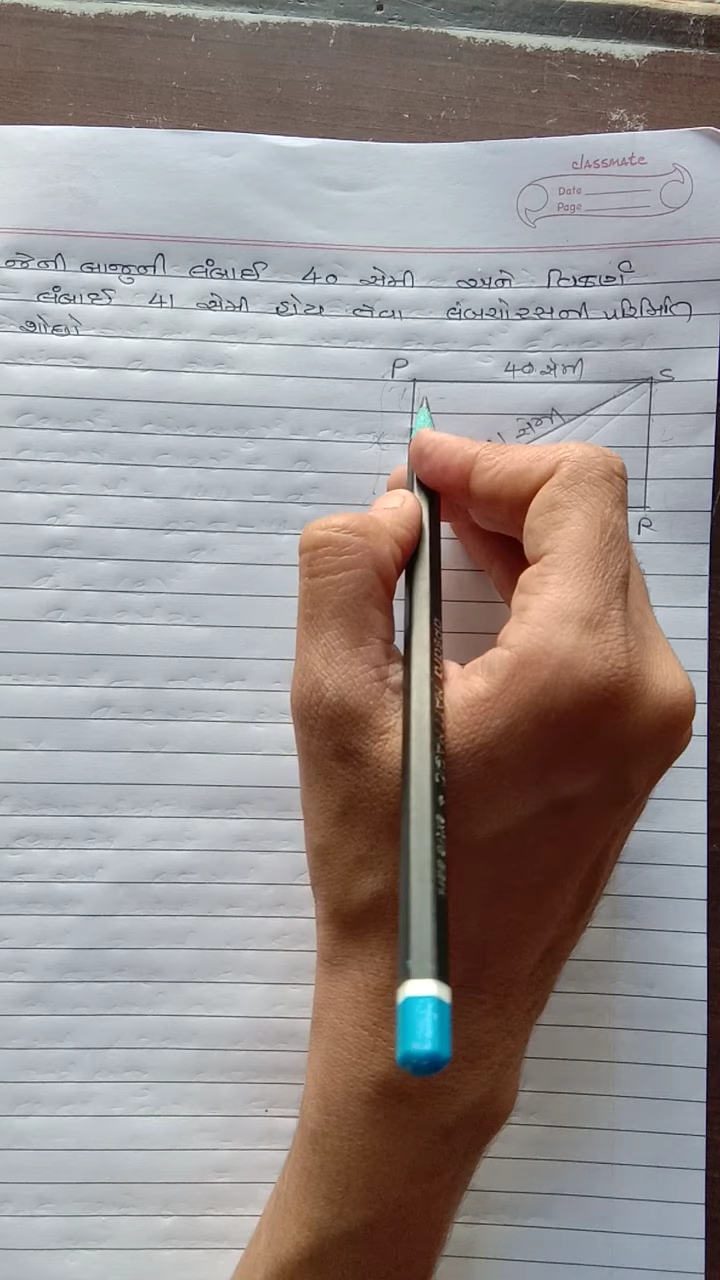 classmate
Date
Page
જેની બાજુની લંબાઈ 40 સેમી અને વિકર્ણ
લંબાઈ 41 સેમી હોય તેવા લંબચોરસની પરિમિતિ
શોધો
P 40 સેમી S
સેમી
R